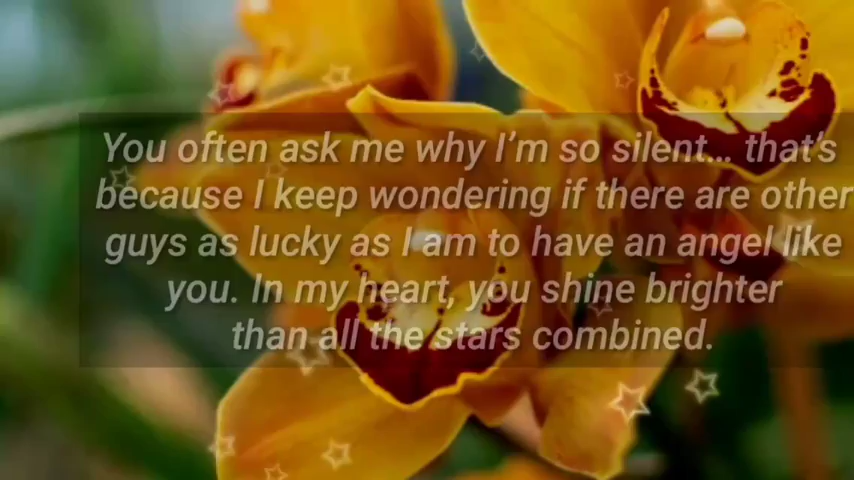 You often ask me why I'm so silent... that's
because I keep wondering if there are other
guys as lucky as I am to have an angel like
you. In my heart, you shine brighter
than all the stars combined.